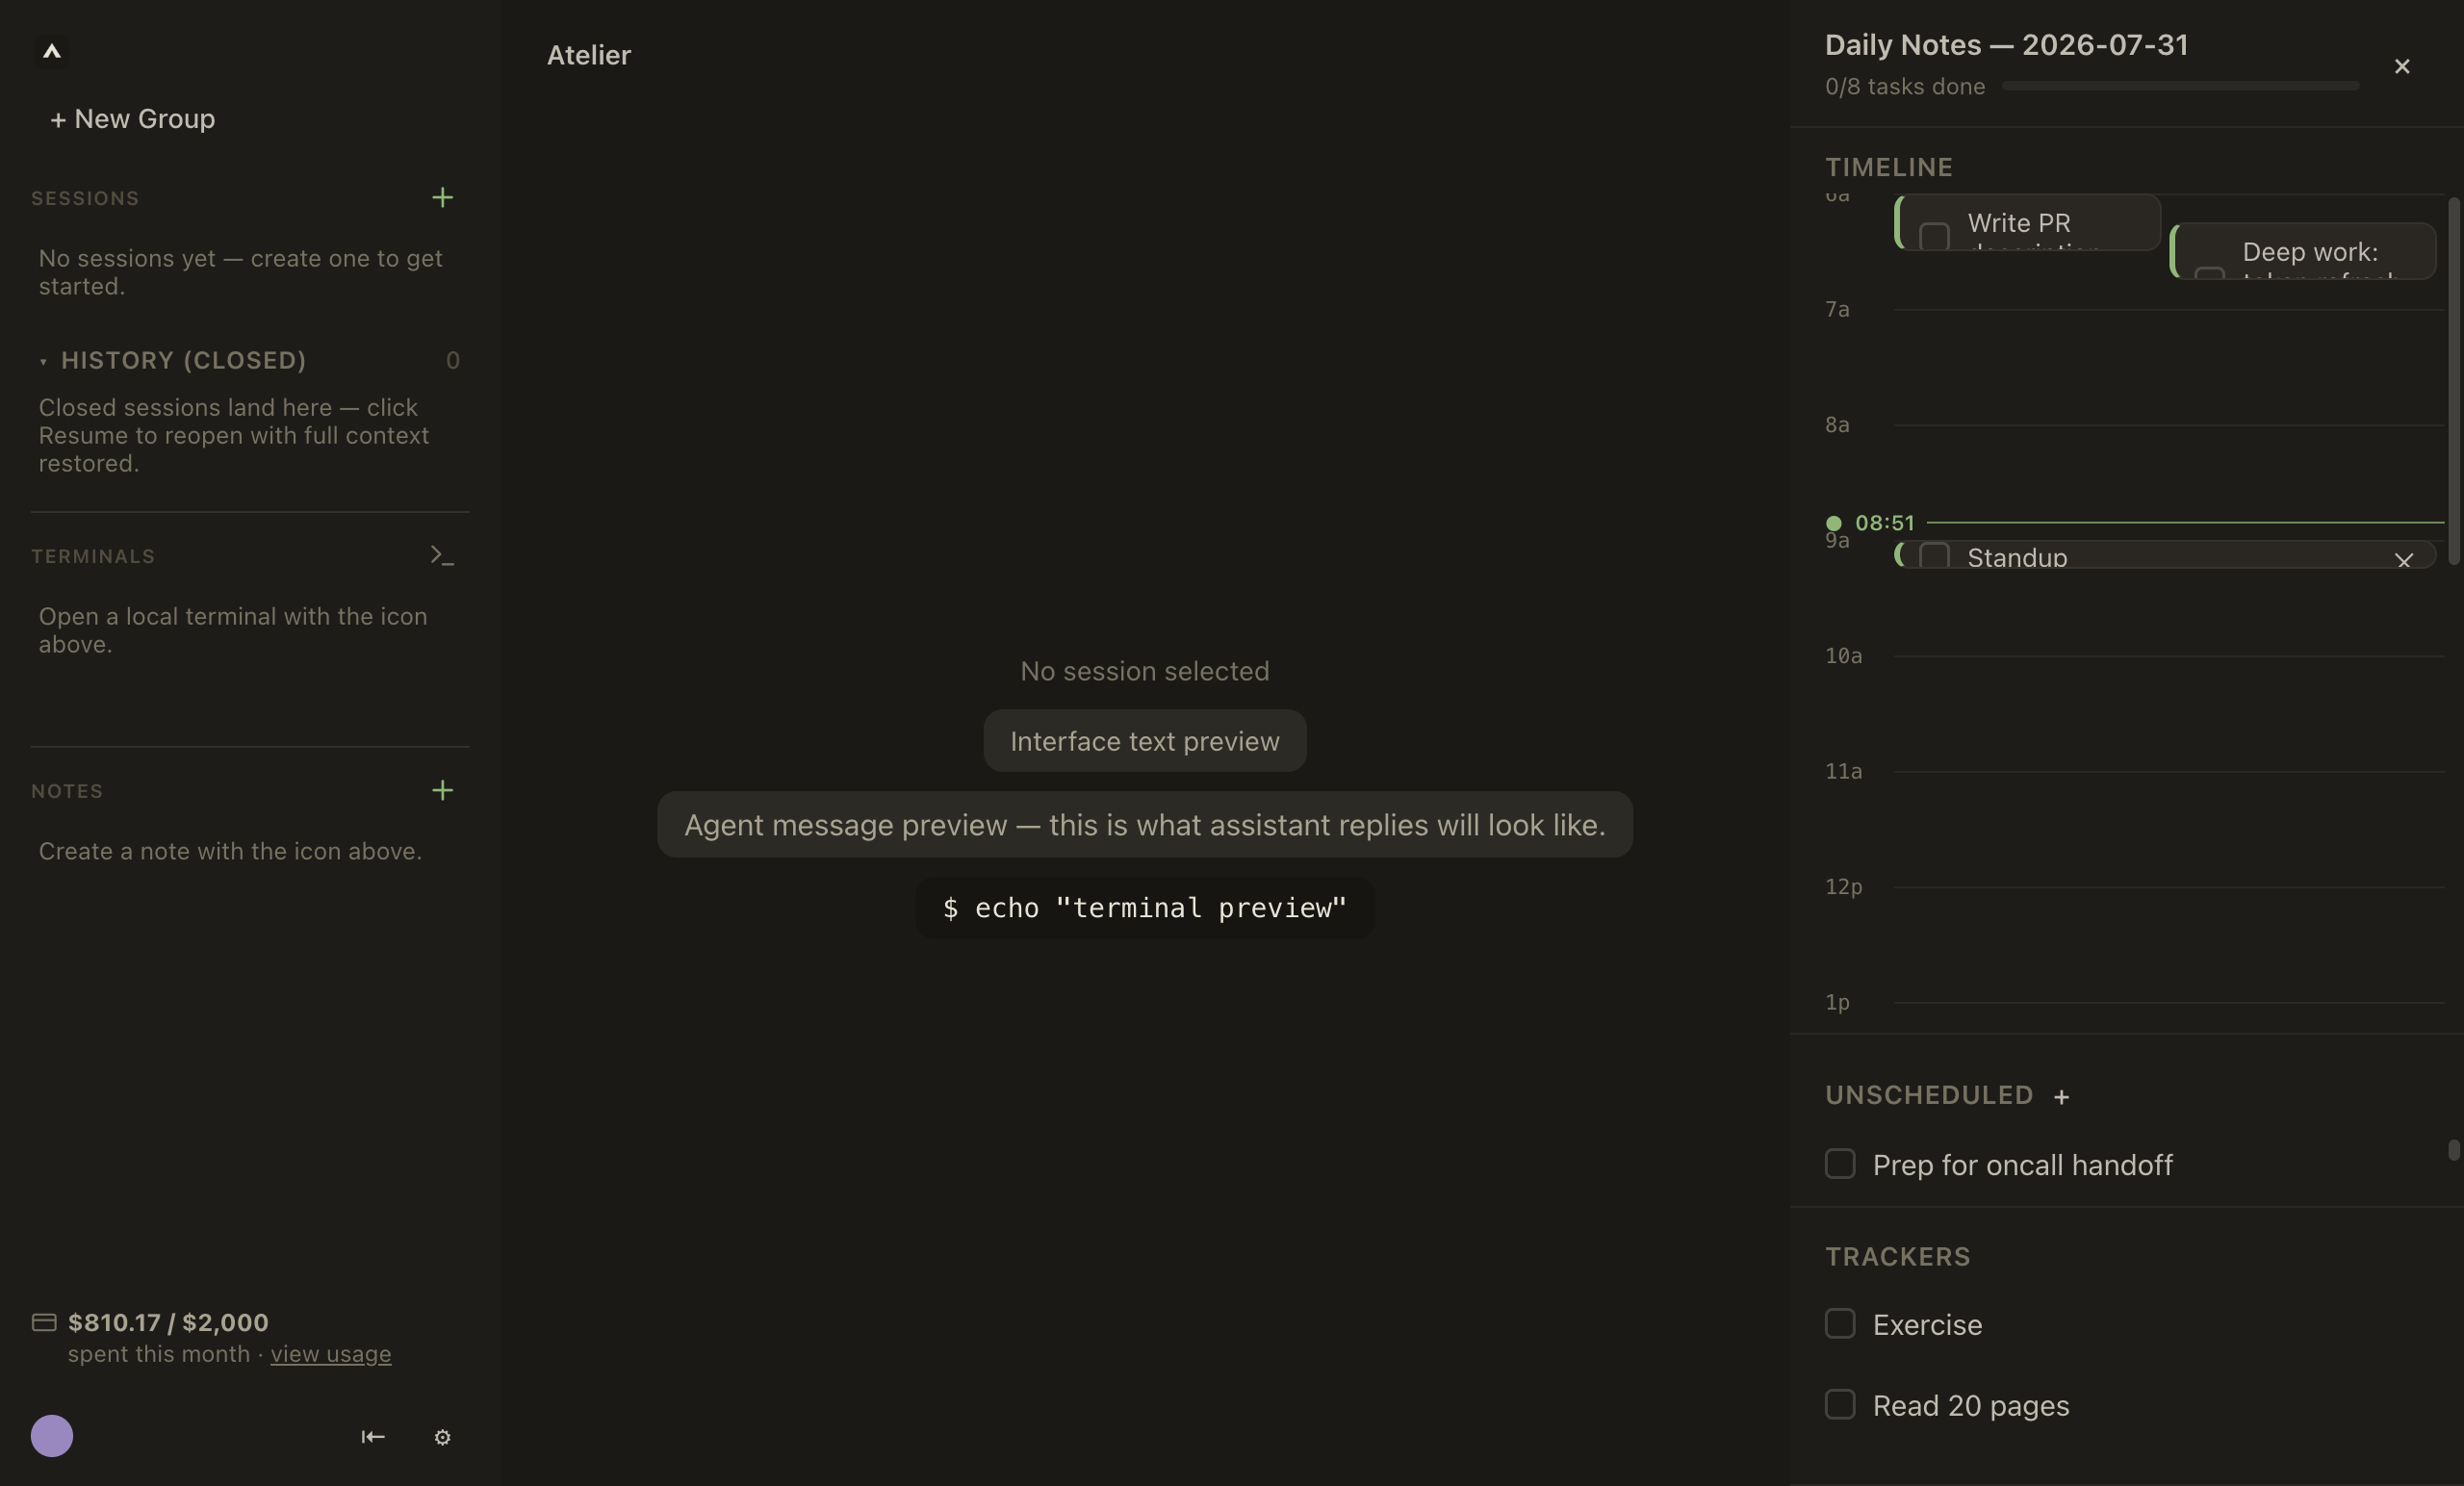 + New Group
SESSIONS
No sessions yet — create one to get
started.
HISTORY (CLOSED) 0
Closed sessions land here — click
Resume to reopen with full context
restored.
TERMINALS
Open a local terminal with the icon
above.
NOTES
Create a note with the icon above.
$810.17 / $2,000
spent this month · view usage
Atelier
No session selected
Interface text preview
Agent message preview — this is what assistant replies will look like.
$ echo "terminal preview"
Daily Notes — 2026-07-31
0/8 tasks done
TIMELINE
6a
Write PR
Deep work:
7a
8a
08:51
9a
Standup
10a
11a
12p
1p
UNSCHEDULED +
Prep for oncall handoff
TRACKERS
Exercise
Read 20 pages